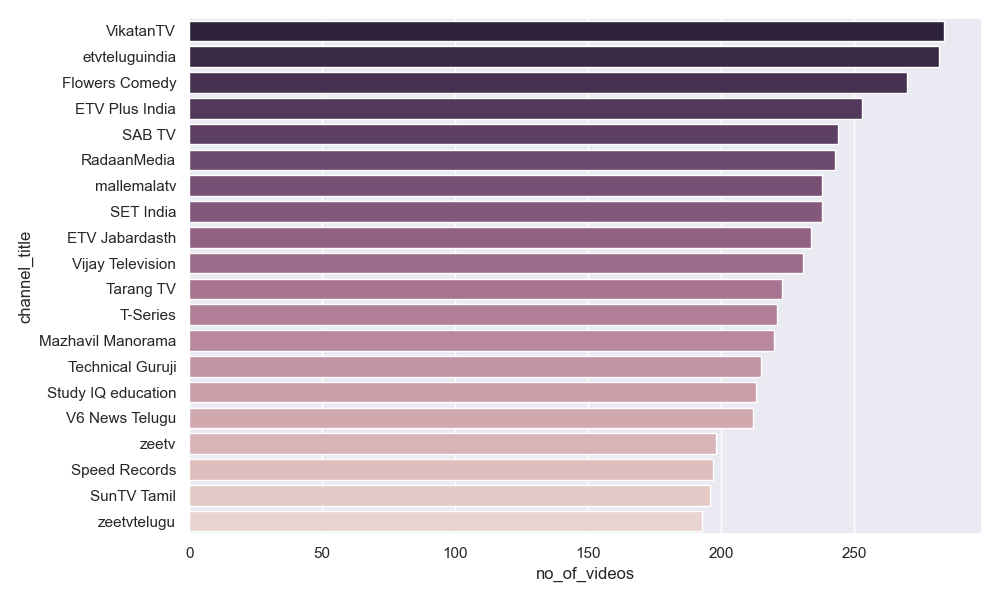 VikatanTV
etvteluguindia
Flowers Comedy
ETV Plus India
SAB TV
RadaanMedia
mallemalatv
SET India
ETV Jabardasth
Vijay Television
Tarang TV
T-Series
Mazhavil Manorama
Technical Guruji
Study IQ education
V6 News Telugu
zeetv
Speed Records
SunTV Tamil
zeetvtelugu
channel_title
0 50 100 150 200 250
no_of_videos